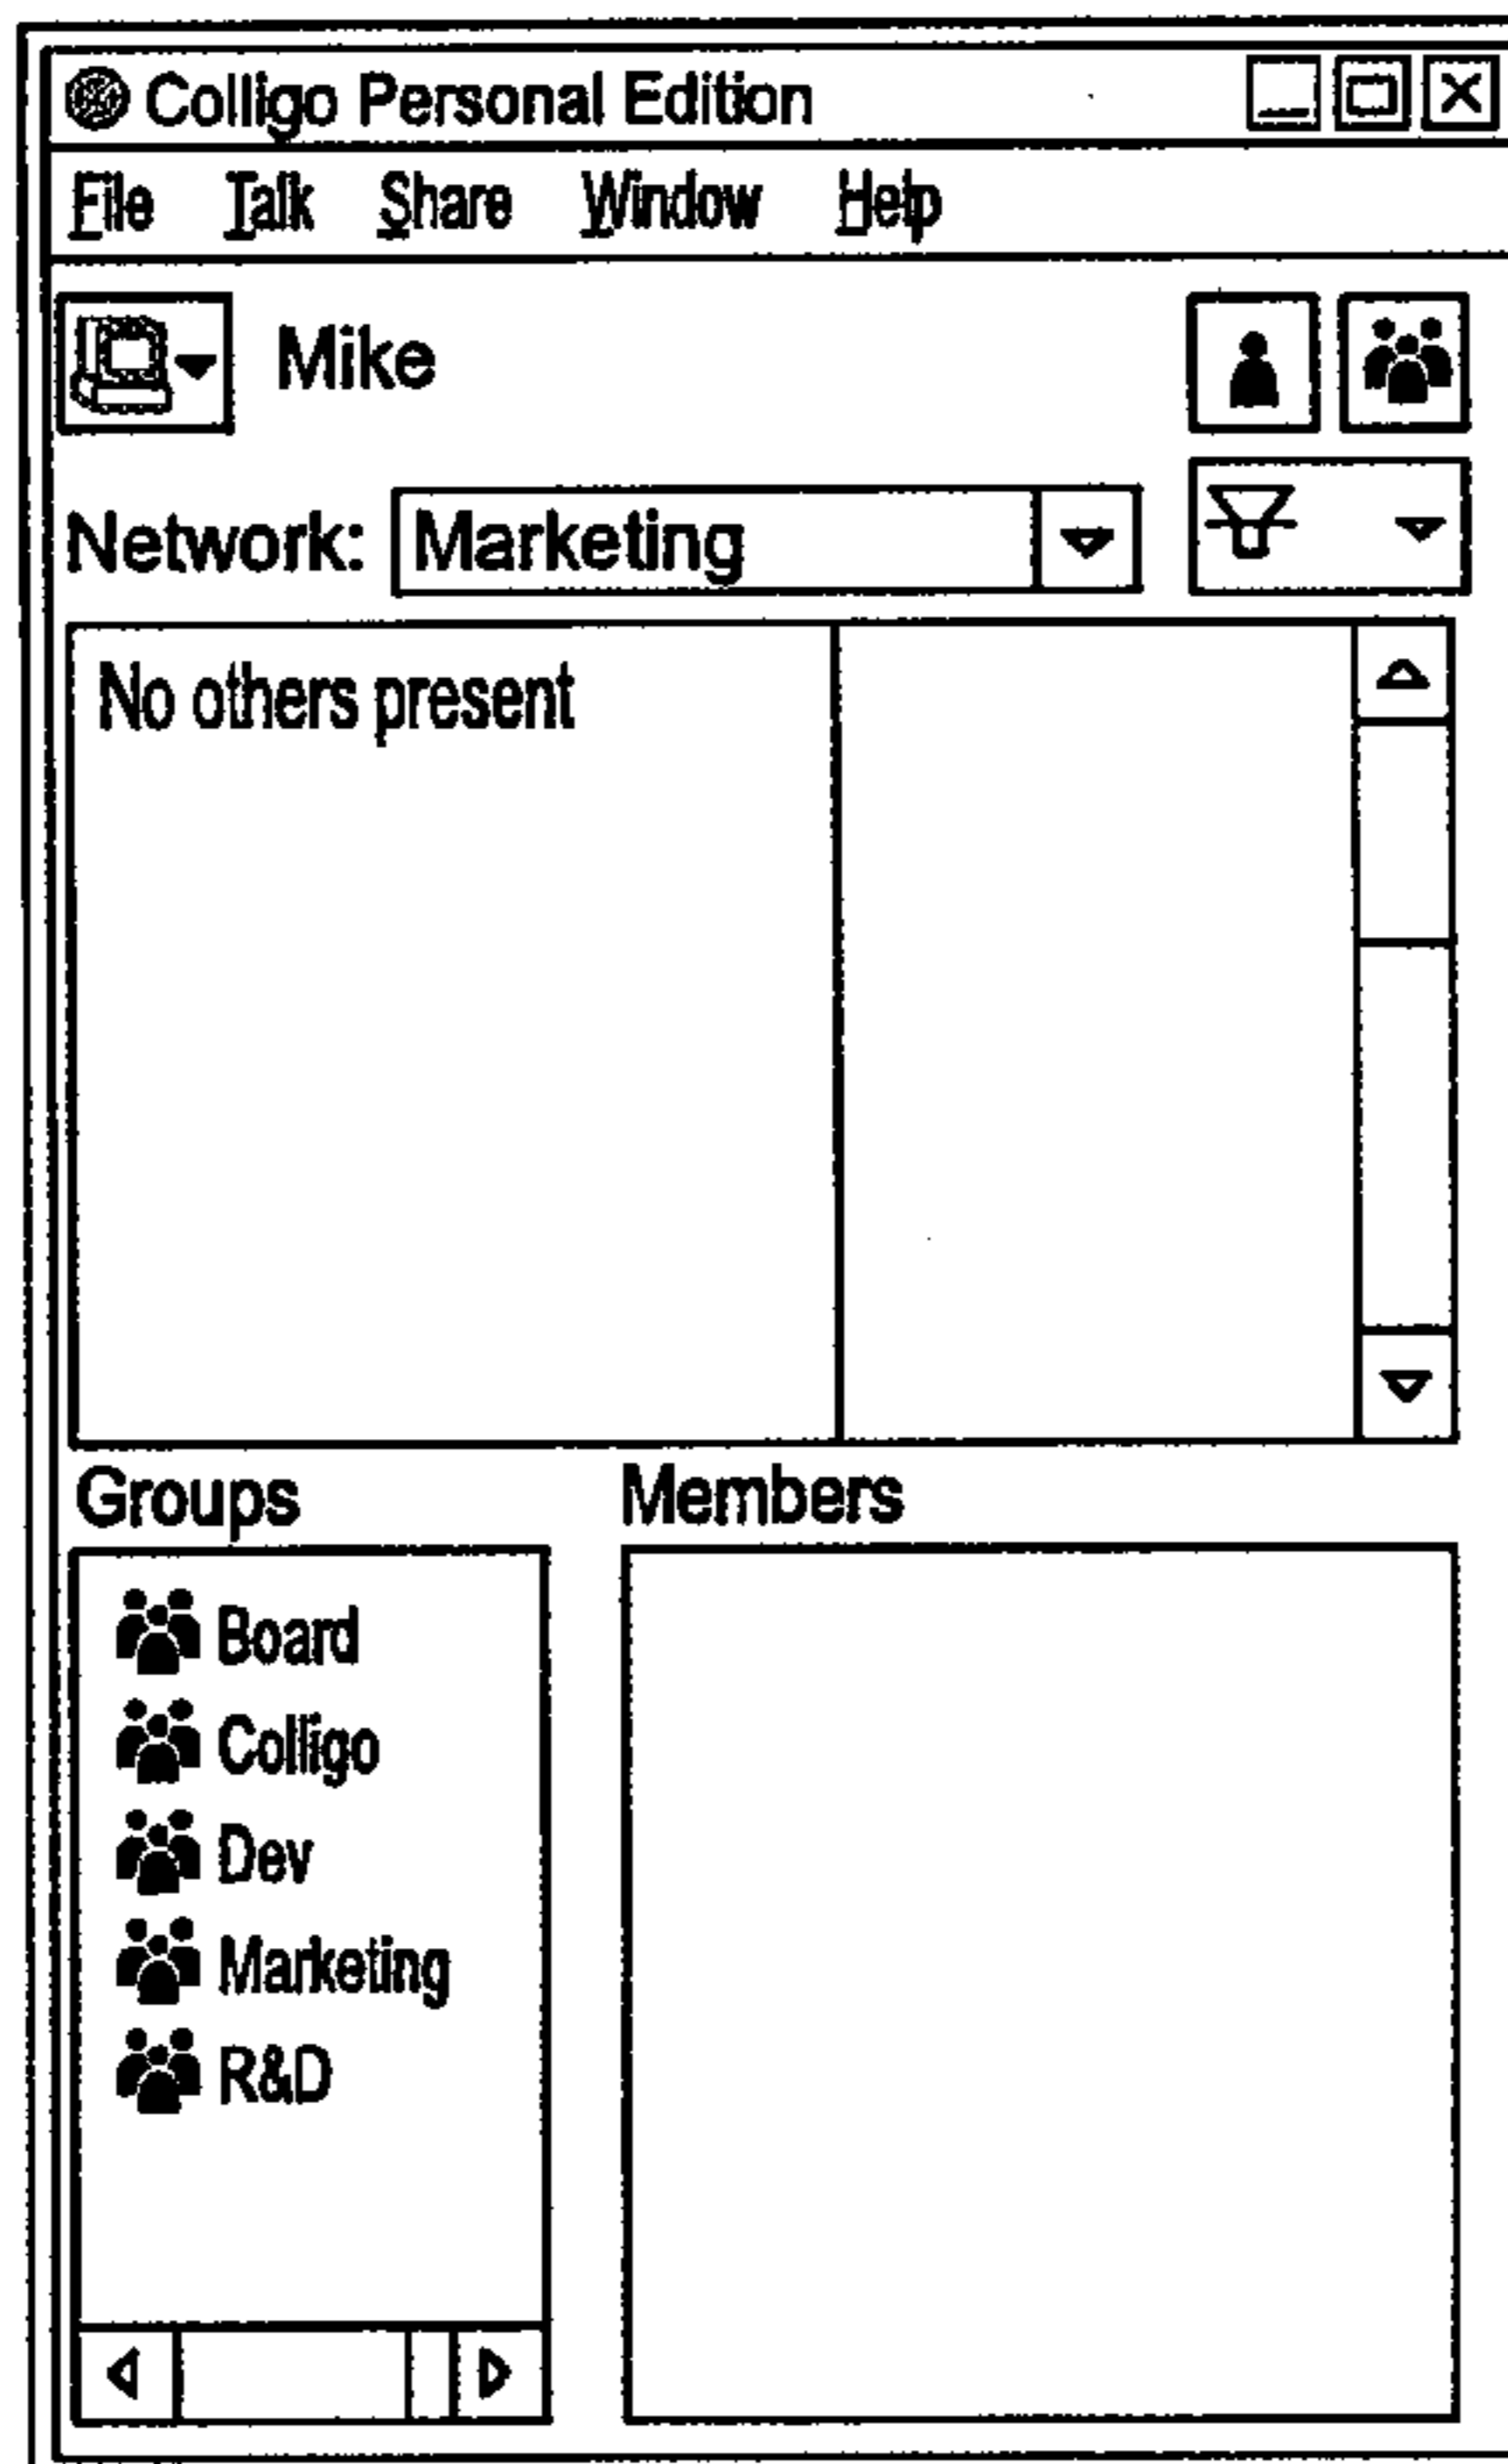 Colligo Personal Edition
File Talk Share Window Help
Mike
Network: Marketing
No others present
Groups Members
Board
Colligo
Dev
Marketing
R&D